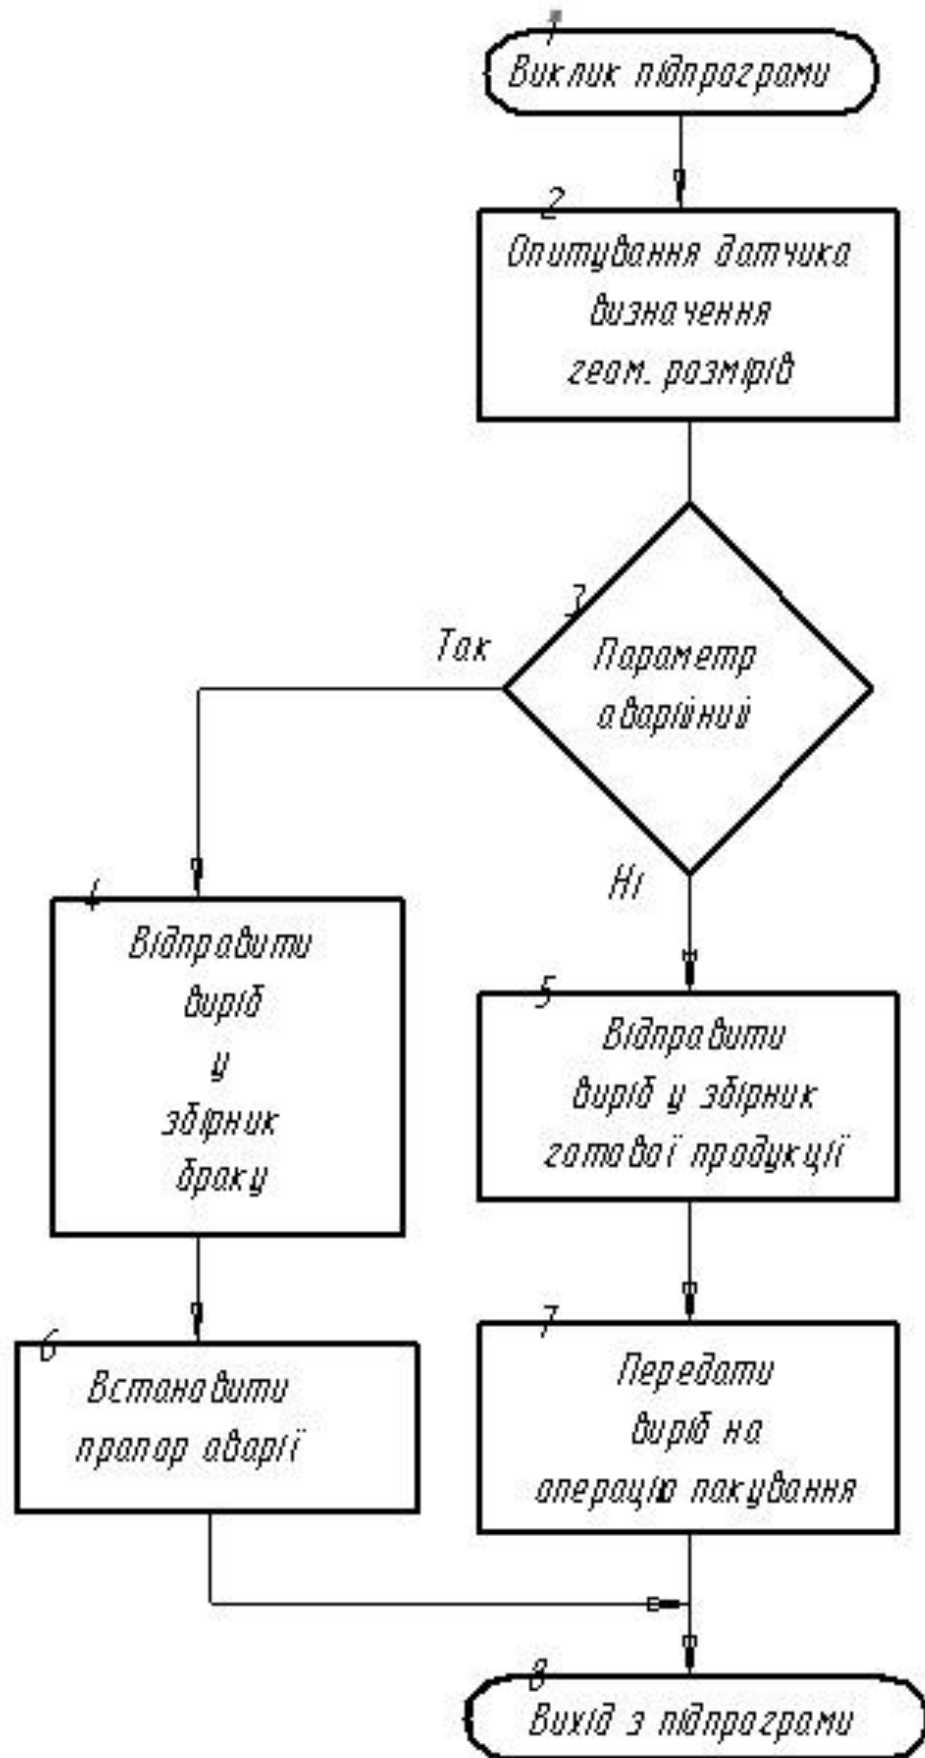 1
Виклик підпрограми
2
Опитування датчика
визначення
геом. розмірів
3
Так
Параметр
аварійний
Ні
4
Відправити
виріб
у
збірник
браку
5
Відправити
виріб у збірник
готової продукції
6
Встановити
прапор аварії
7
Передати
виріб на
операцію пакування
8
Вихід з підпрограми